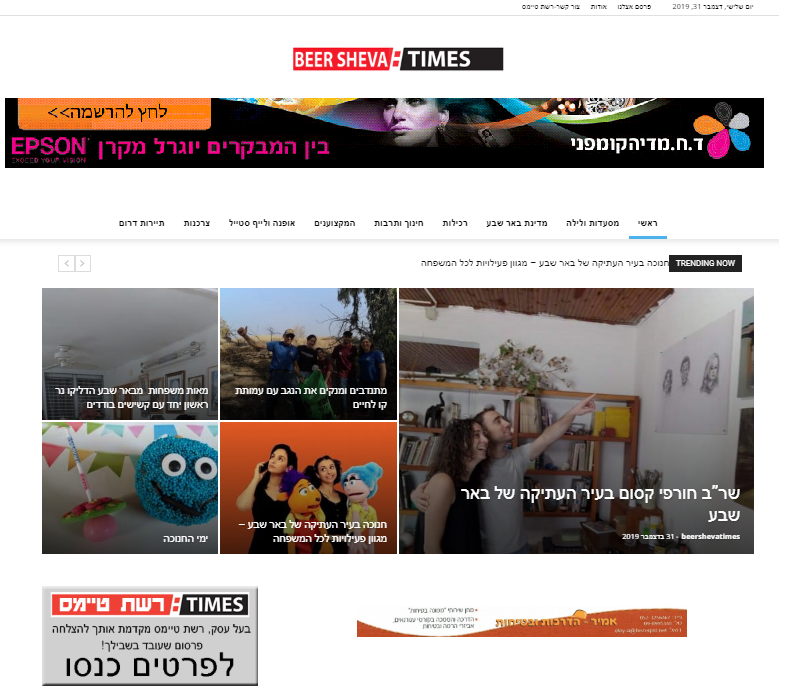 יום שלישי, דצמבר 31, 2019 פרסם אצלנו אודות צור קשר-רשת טיימס
BEER SHEVA :TIMES
לחץ להרשמה>>
ד.ח.מדיהקומפני
בין המבקרים יוגרל מקרן EPSON
EXCEED YOUR VISION
ראשי מסעדות ולילה מדינת באר שבע רכילות חינוך ותרבות המקצוענים אופנה ולייף סטייל צרכנות תיירות דרום
TRENDING NOW
חנוכה בעיר העתיקה של באר שבע – מגוון פעילויות לכל המשפחה
שר"ב חורפי קסום בעיר העתיקה של באר
שבע
beershevatimes - 31 בדצמבר 2019
מתנדבים ומנקים את הנגב עם עמותת
קו לחיים
מאות משפחות מבאר שבע הדליקו נר
ראשון יחד עם קשישים בודדים
חנוכה בעיר העתיקה של באר שבע –
מגוון פעילויות לכל המשפחה
ימי החנוכה
אמיר - הדרכות ובטיחות
רשת טיימס :TIMES
בעל עסק, רשת טיימס מקדמת אותך להצלחה
פרסום שעובד בשבילך!
לפרטים כנסו